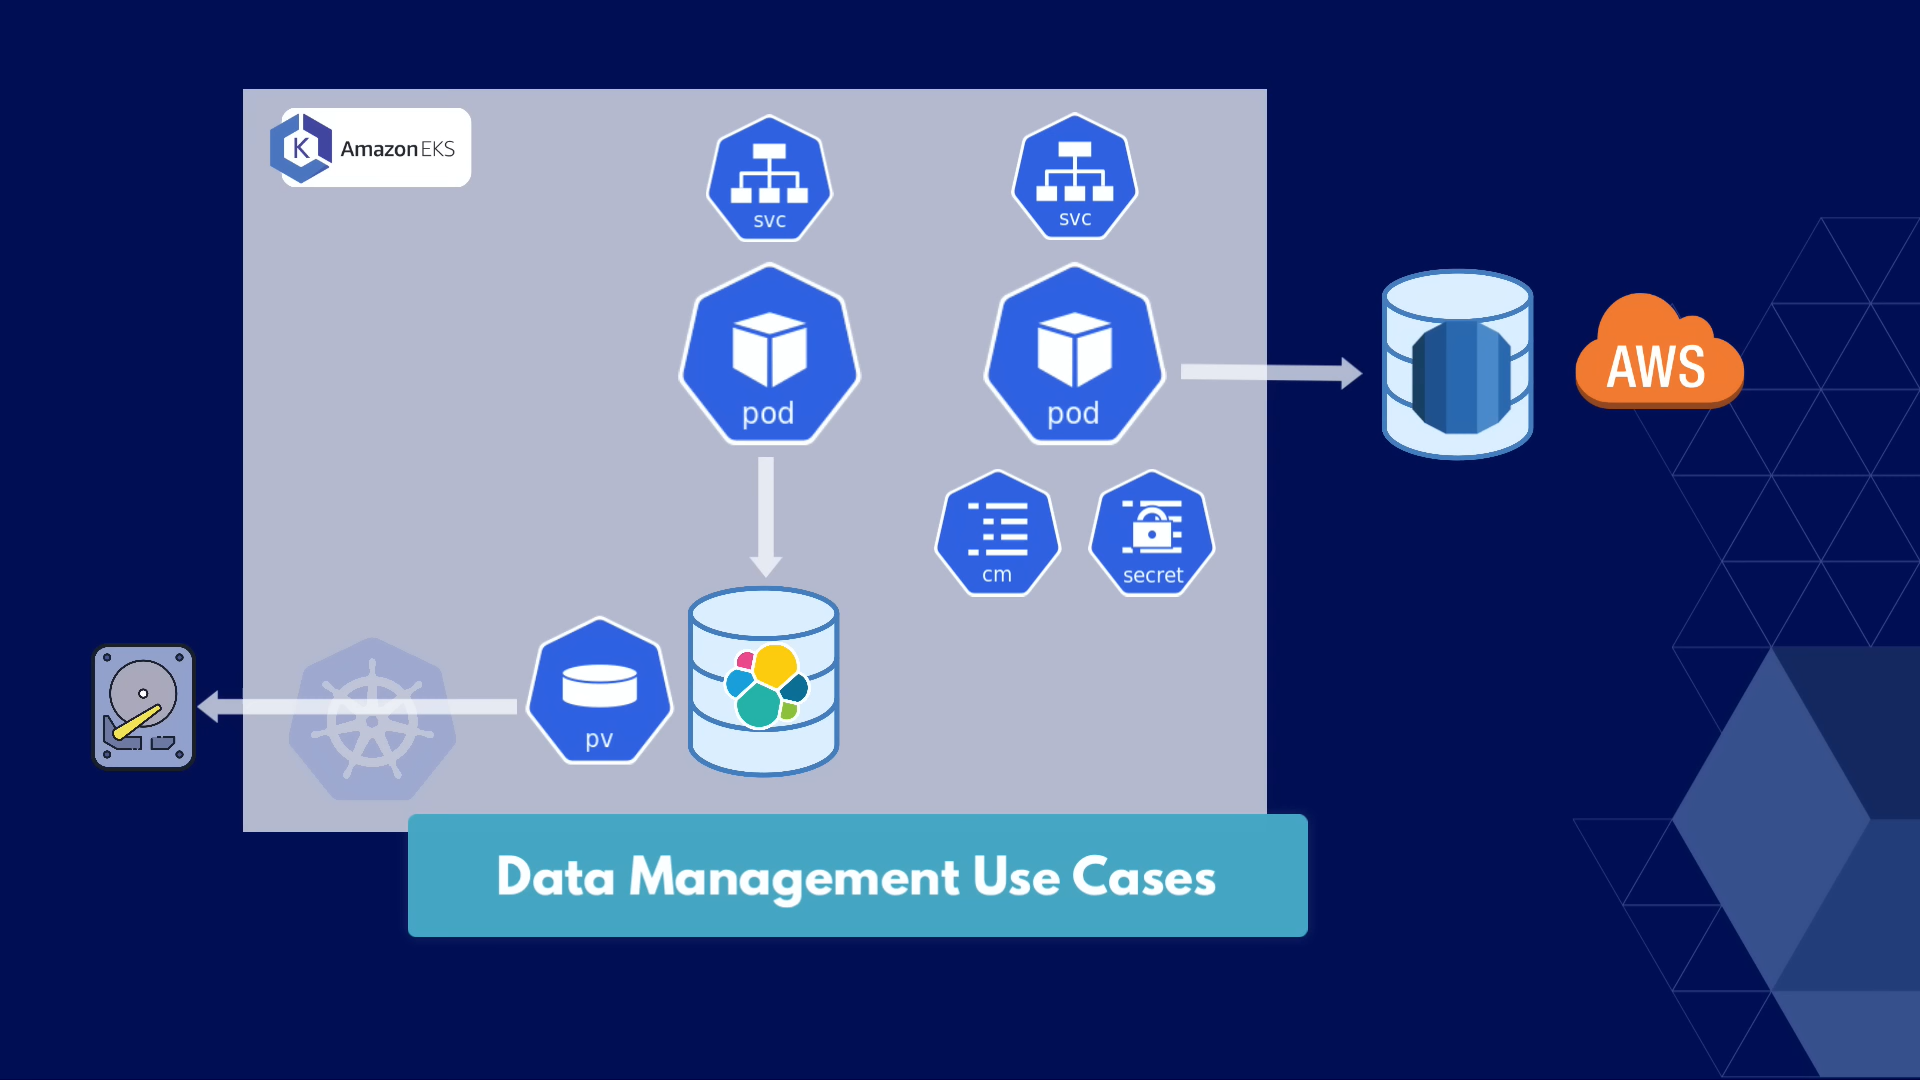 K
Amazon EKS
svc
svc
pod
pod
AWS
cm
secret
pv
Data Management Use Cases